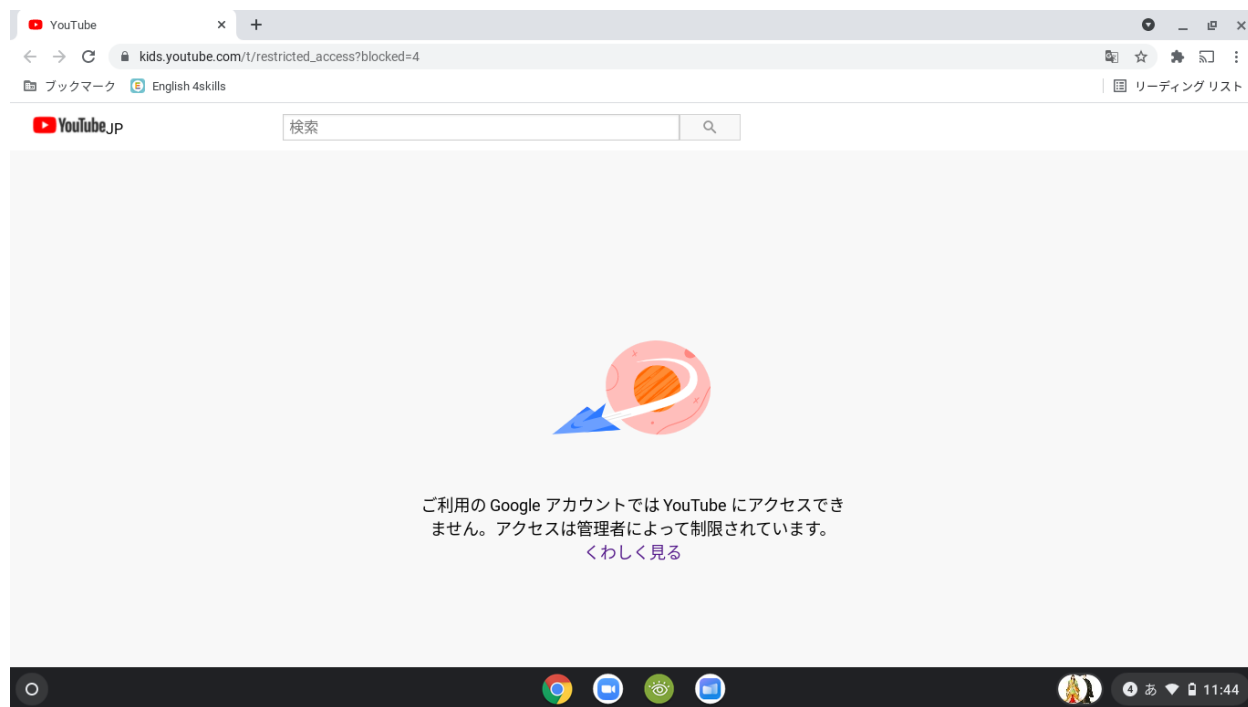 YouTube
kids.youtube.com/t/restricted_access?blocked=4
ブックマーク
English 4skills
リーディング リスト
YouTube JP
検索
ご利用の Google アカウントでは YouTube にアクセスでき
ません。アクセスは管理者によって制限されています。
くわしく見る
4 あ 11:44